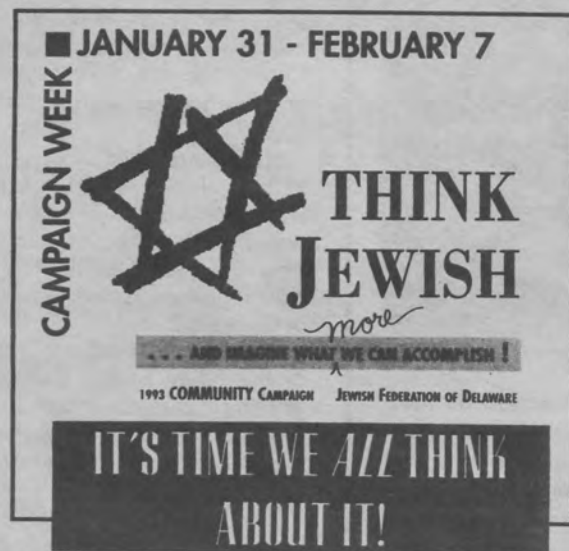 JANUARY 31 - FEBRUARY 7
CAMPAIGN WEEK
THINK
JEWISH
more
. . . AND IMAGINE WHAT WE CAN ACCOMPLISH !
1993 COMMUNITY CAMPAIGN JEWISH FEDERATION OF DELAWARE
IT'S TIME WE ALL THINK
ABOUT IT!